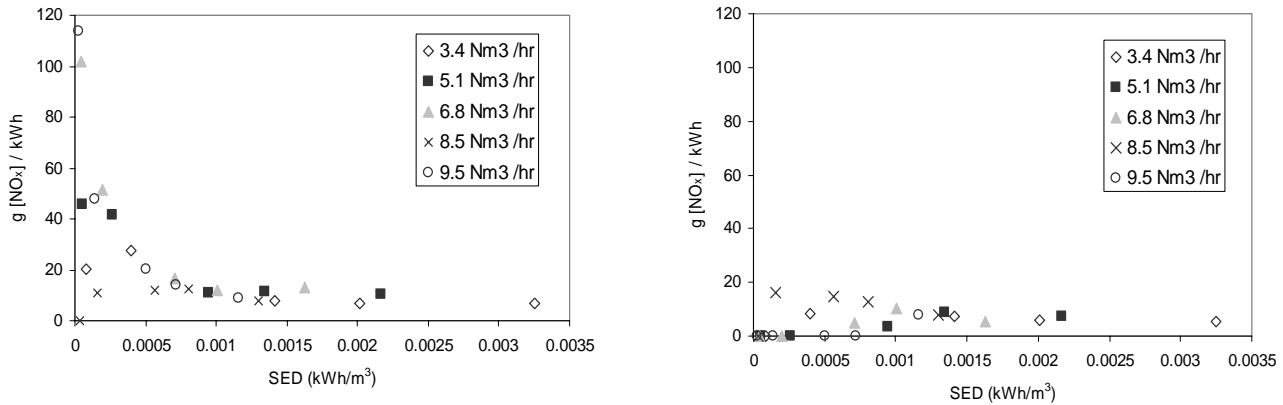 120
100
80
60
40
20
0
g [NOx] / kWh
3.4 Nm3 /hr
5.1 Nm3 /hr
6.8 Nm3 /hr
8.5 Nm3 /hr
9.5 Nm3 /hr
0 0.0005 0.001 0.0015 0.002 0.0025 0.003 0.0035
SED (kWh/m³)
120
100
80
60
40
20
0
g [NOx] / kWh
3.4 Nm3 /hr
5.1 Nm3 /hr
6.8 Nm3 /hr
8.5 Nm3 /hr
9.5 Nm3 /hr
0 0.0005 0.001 0.0015 0.002 0.0025 0.003 0.0035
SED (kWh/m³)